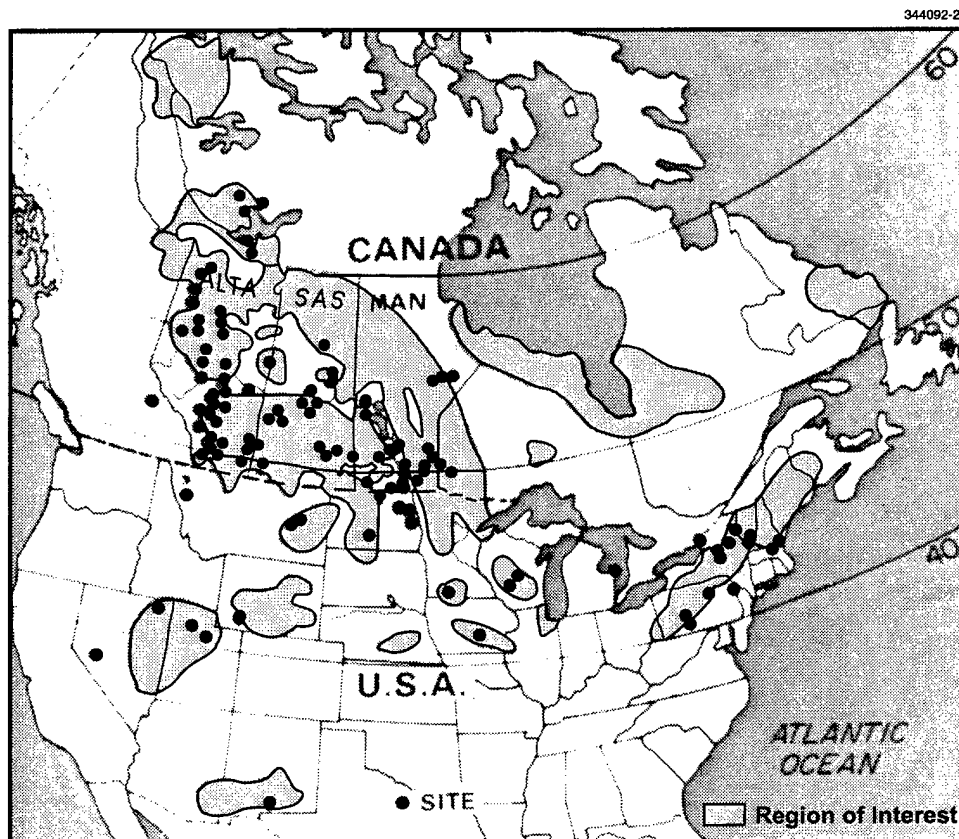 344092-2
60
CANADA
ALTA
SAS
MAN
50
40
U.S.A.
ATLANTIC
OCEAN
SITE
Region of Interest